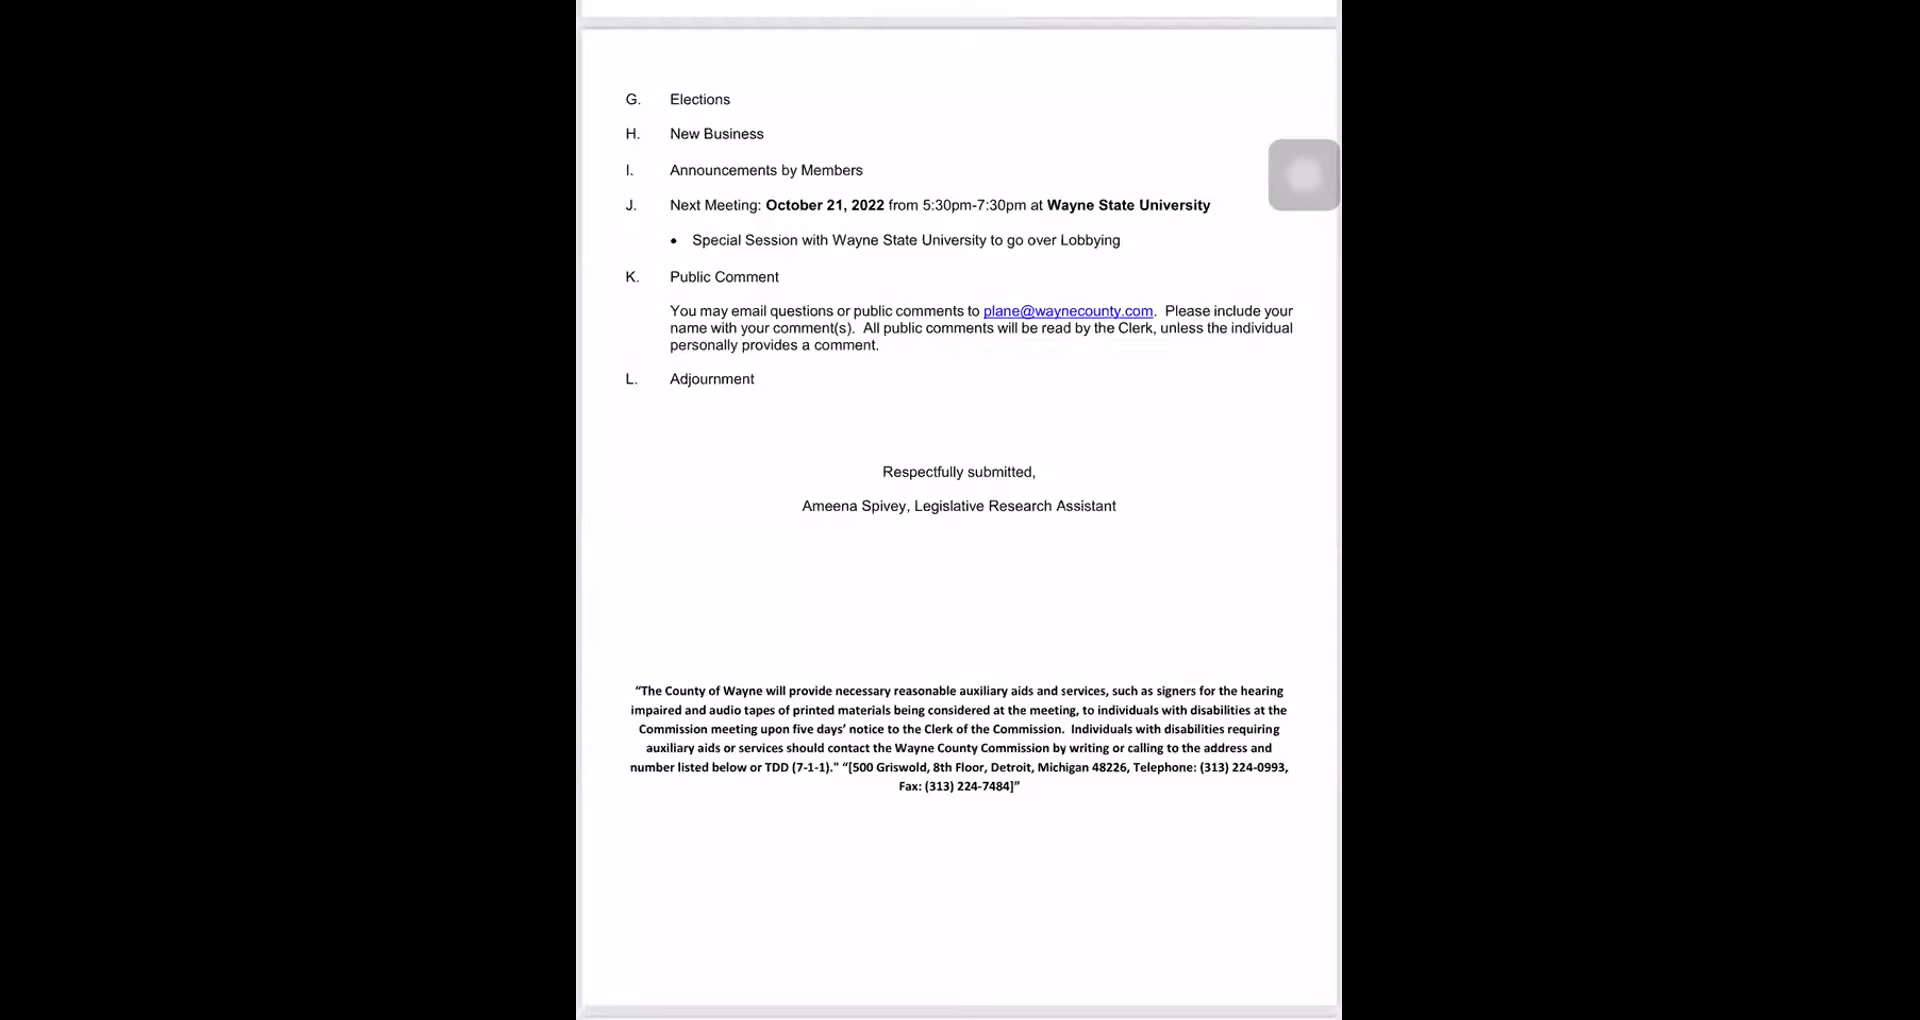 G. Elections
H. New Business
I. Announcements by Members
J. Next Meeting: October 21, 2022 from 5:30pm-7:30pm at Wayne State University
• Special Session with Wayne State University to go over Lobbying
K. Public Comment
You may email questions or public comments to plane@waynecounty.com. Please include your
name with your comment(s). All public comments will be read by the Clerk, unless the individual
personally provides a comment.
L. Adjournment
Respectfully submitted,
Ameena Spivey, Legislative Research Assistant
“The County of Wayne will provide necessary reasonable auxiliary aids and services, such as signers for the hearing
impaired and audio tapes of printed materials being considered at the meeting, to individuals with disabilities at the
Commission meeting upon five days’ notice to the Clerk of the Commission. Individuals with disabilities requiring
auxiliary aids or services should contact the Wayne County Commission by writing or calling to the address and
number listed below or TDD (7-1-1)." “[500 Griswold, 8th Floor, Detroit, Michigan 48226, Telephone: (313) 224-0993,
Fax: (313) 224-7484]”